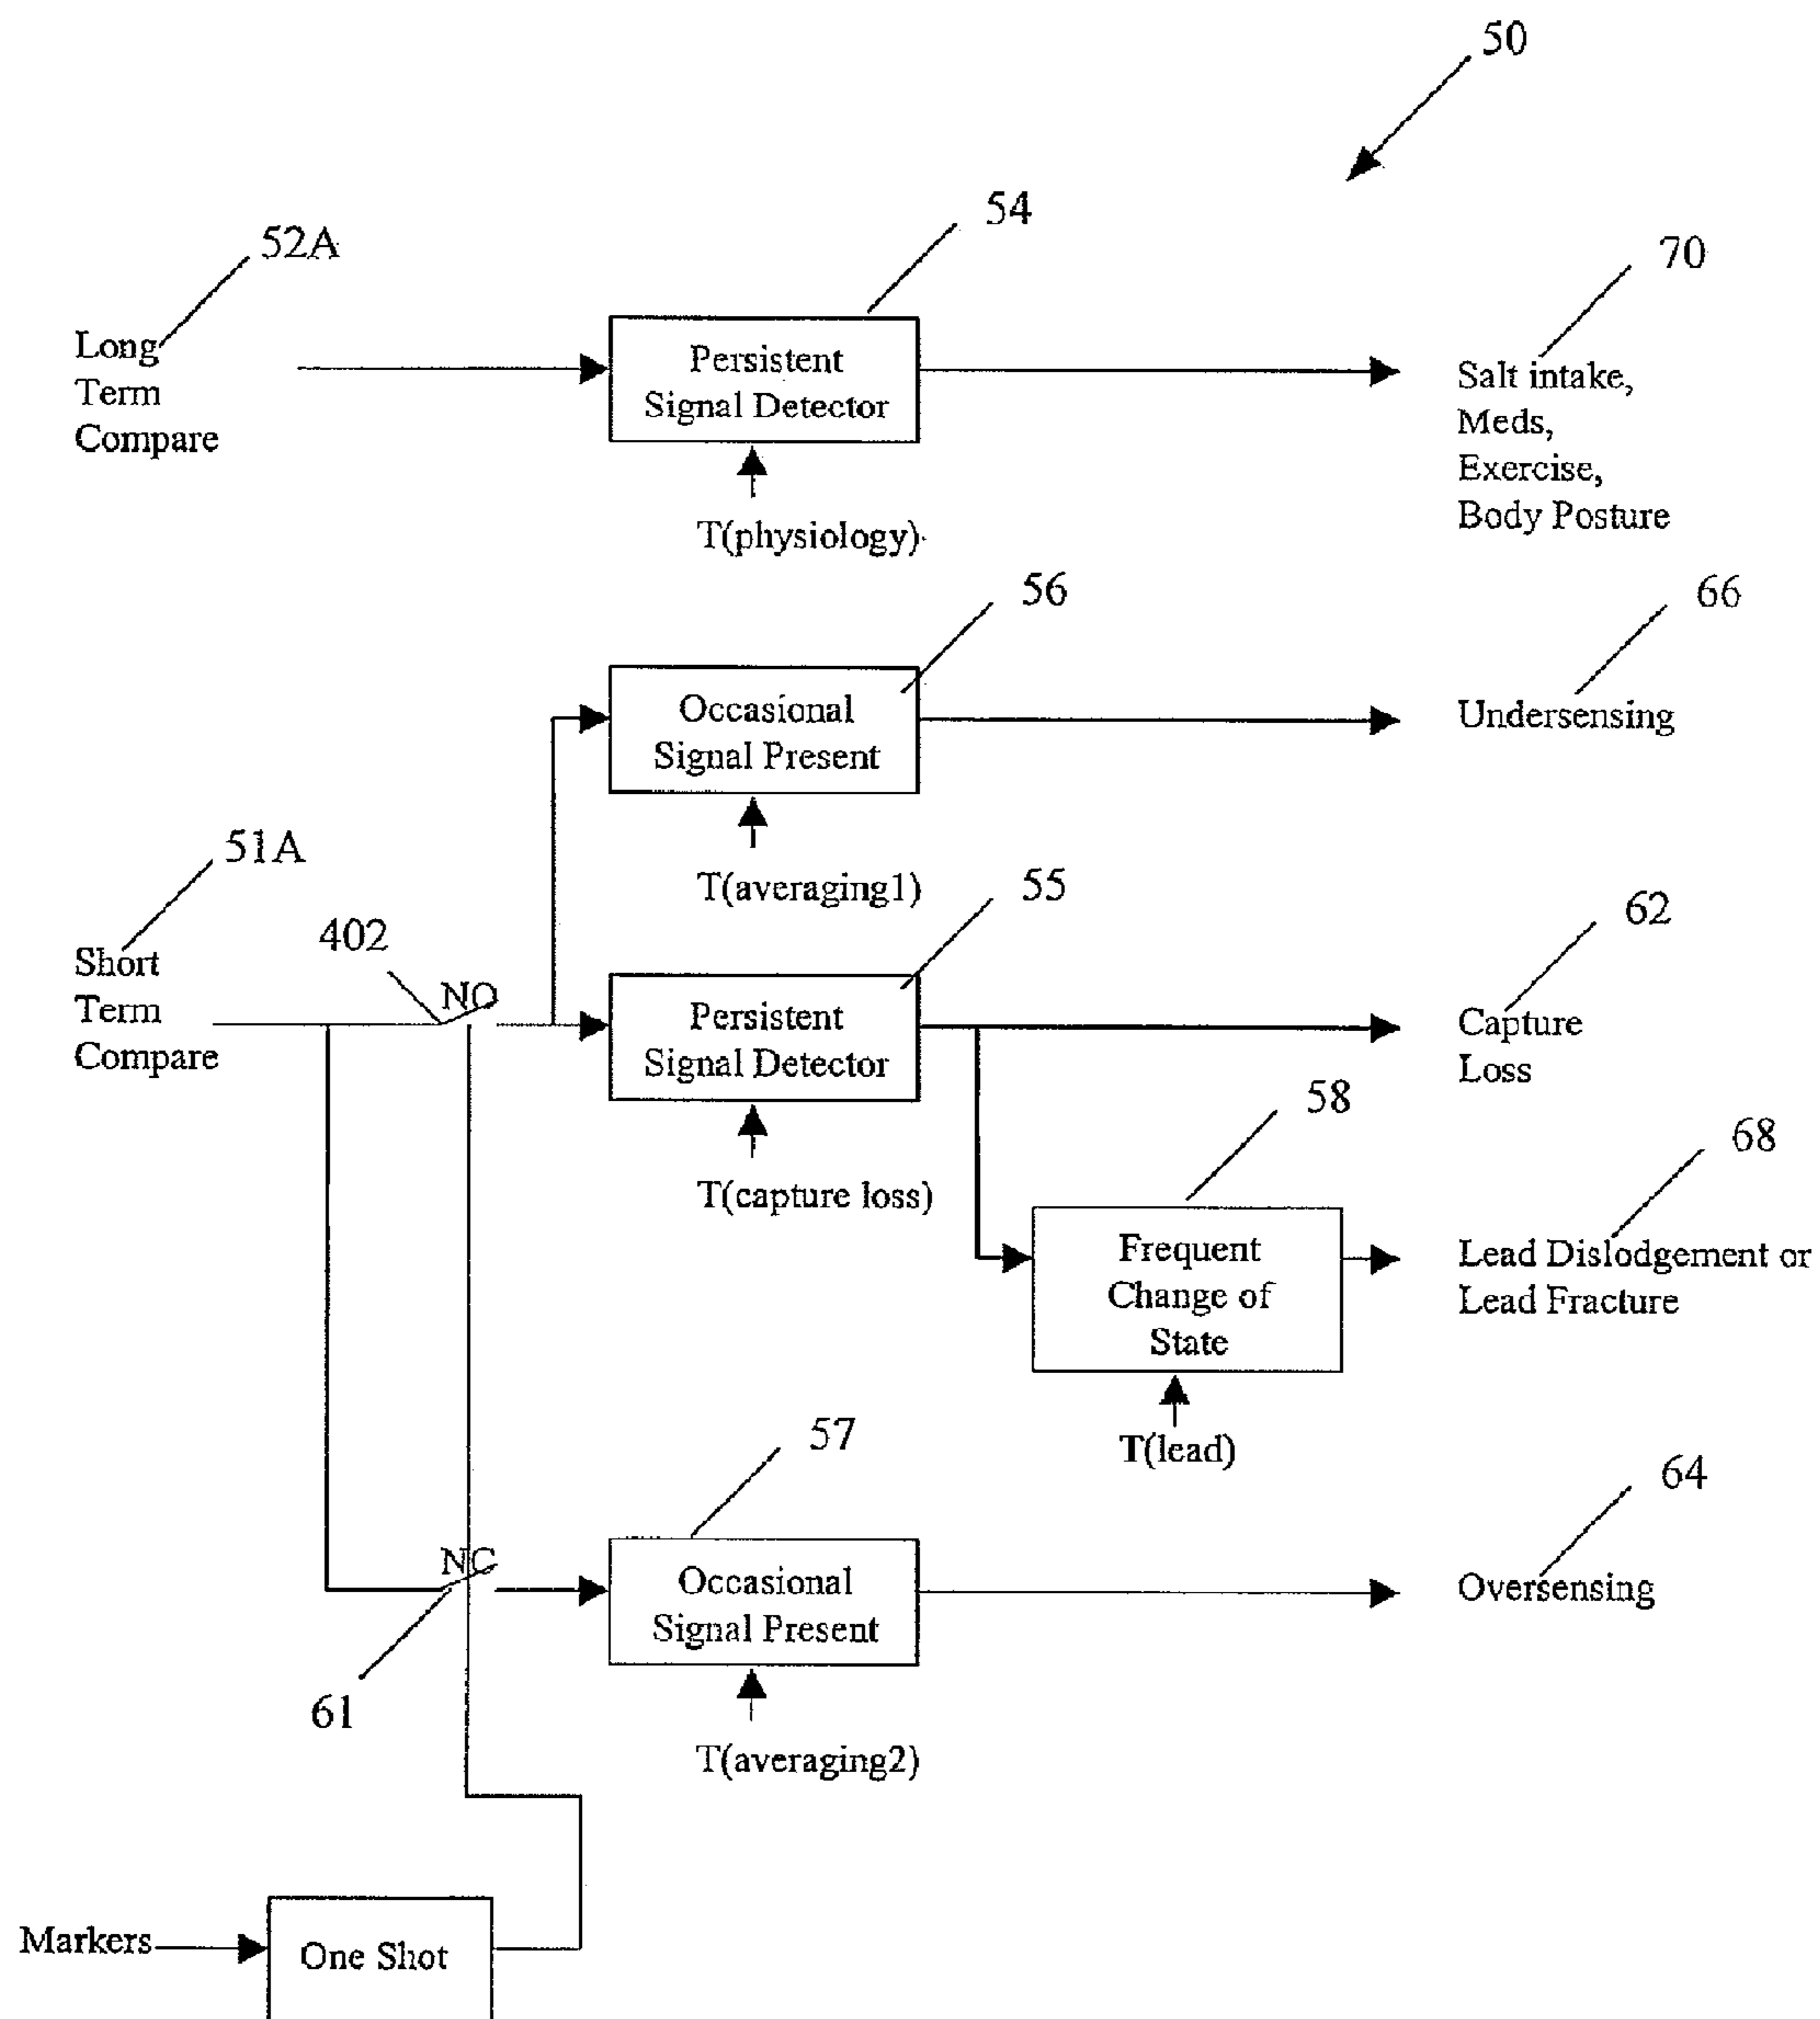 50
52A
54
70
Long
Term
Compare
Persistent
Signal Detector
Salt intake,
Meds,
Exercise,
Body Posture
T(physiology)
56
66
Occasional
Signal Present
Undersensing
T(averaging1)
51A
55
62
402
NO
Short
Term
Compare
Persistent
Signal Detector
Capture
Loss
T(capture loss)
58
68
Frequent
Change of
State
Lead Dislodgement or
Lead Fracture
T(lead)
57
64
NC
61
Occasional
Signal Present
Oversensing
T(averaging2)
Markers
One Shot